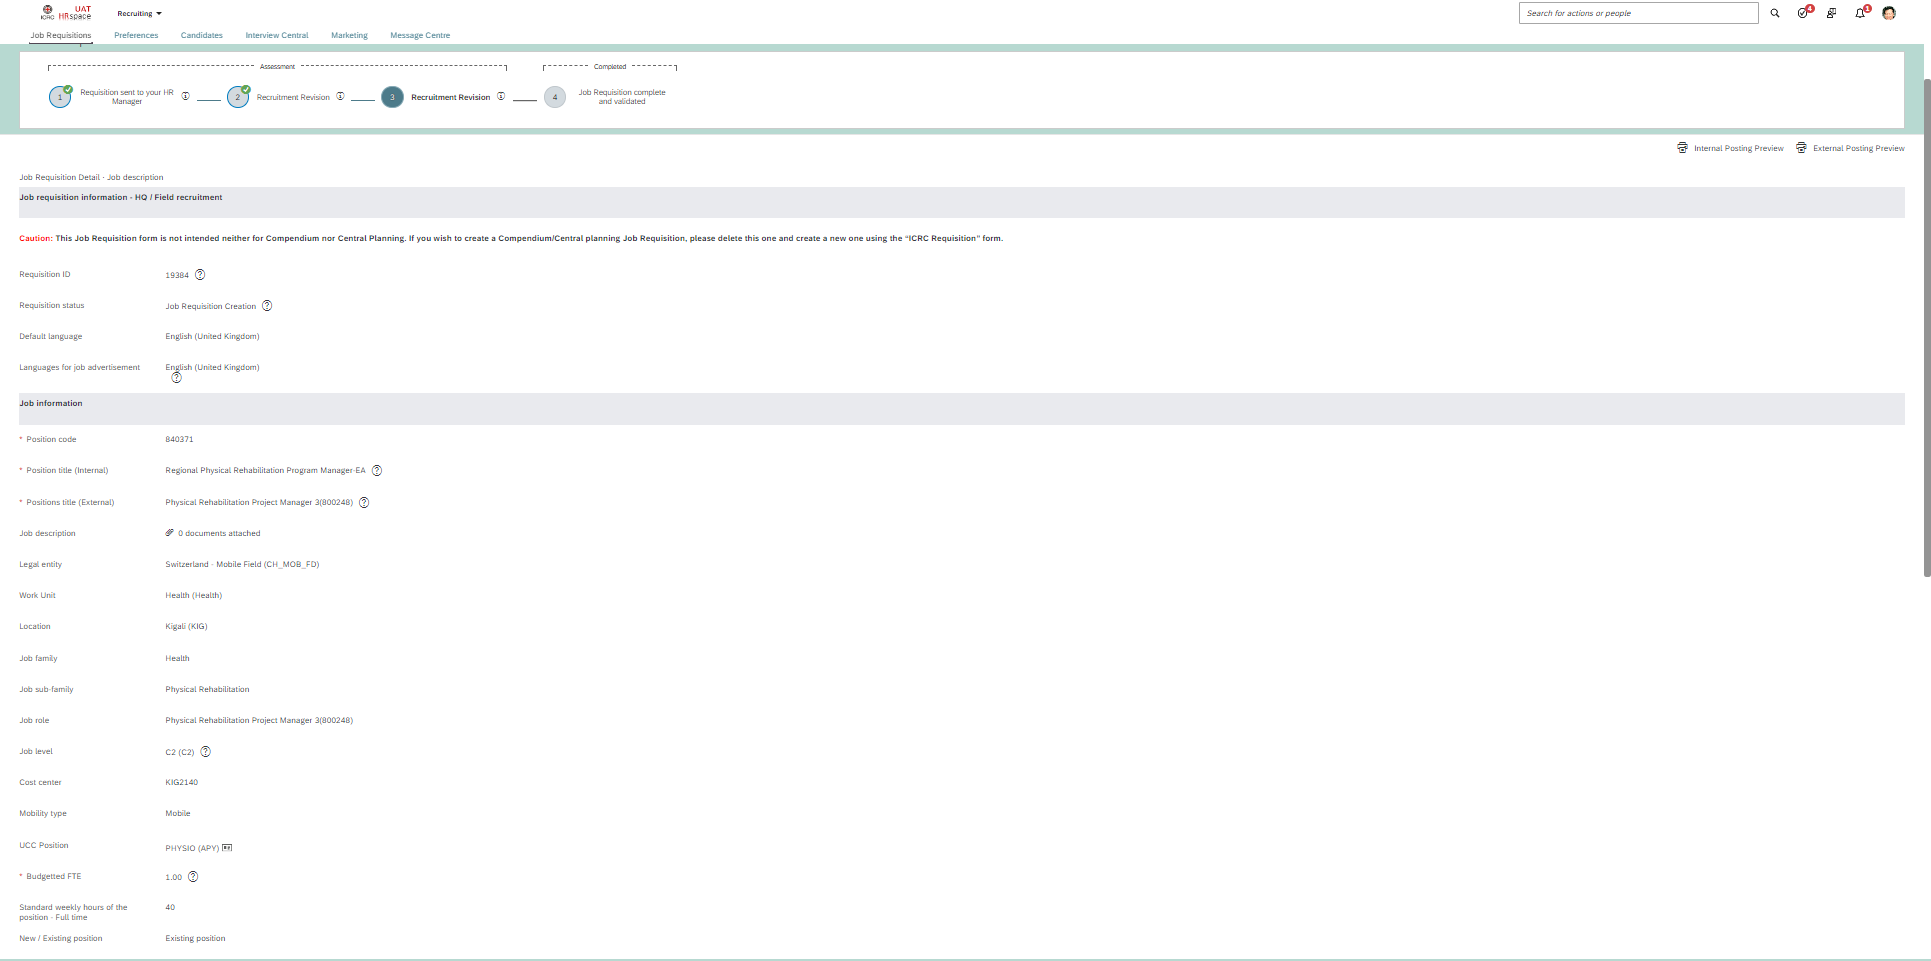 UAT
ICRC HRspace
Recruiting
Search for actions or people
4
1
Job Requisitions
Preferences
Candidates
Interview Central
Marketing
Message Centre
Assessment
Completed
1
Requisition sent to your HR Manager
2
Recruitment Revision
3
Recruitment Revision
4
Job Requisition complete and validated
Internal Posting Preview
External Posting Preview
Job Requisition Detail - Job description
Job requisition information - HQ / Field recruitment
Caution: This Job Requisition form is not intended neither for Compendium nor Central Planning. If you wish to create a Compendium/Central planning Job Requisition, please delete this one and create a new one using the “ICRC Requisition” form.
Requisition ID 19384
Requisition status Job Requisition Creation
Default language English (United Kingdom)
Languages for job advertisement English (United Kingdom)
Job information
* Position code 840371
* Position title (Internal) Regional Physical Rehabilitation Program Manager-EA
* Positions title (External) Physical Rehabilitation Project Manager 3(800248)
Job description 0 documents attached
Legal entity Switzerland - Mobile Field (CH_MOB_FD)
Work Unit Health (Health)
Location Kigali (KIG)
Job family Health
Job sub-family Physical Rehabilitation
Job role Physical Rehabilitation Project Manager 3(800248)
Job level C2 (C2)
Cost center KIG2140
Mobility type Mobile
UCC Position PHYSIO (APY)
* Budgetted FTE 1.00
Standard weekly hours of the position - Full time 40
New / Existing position Existing position